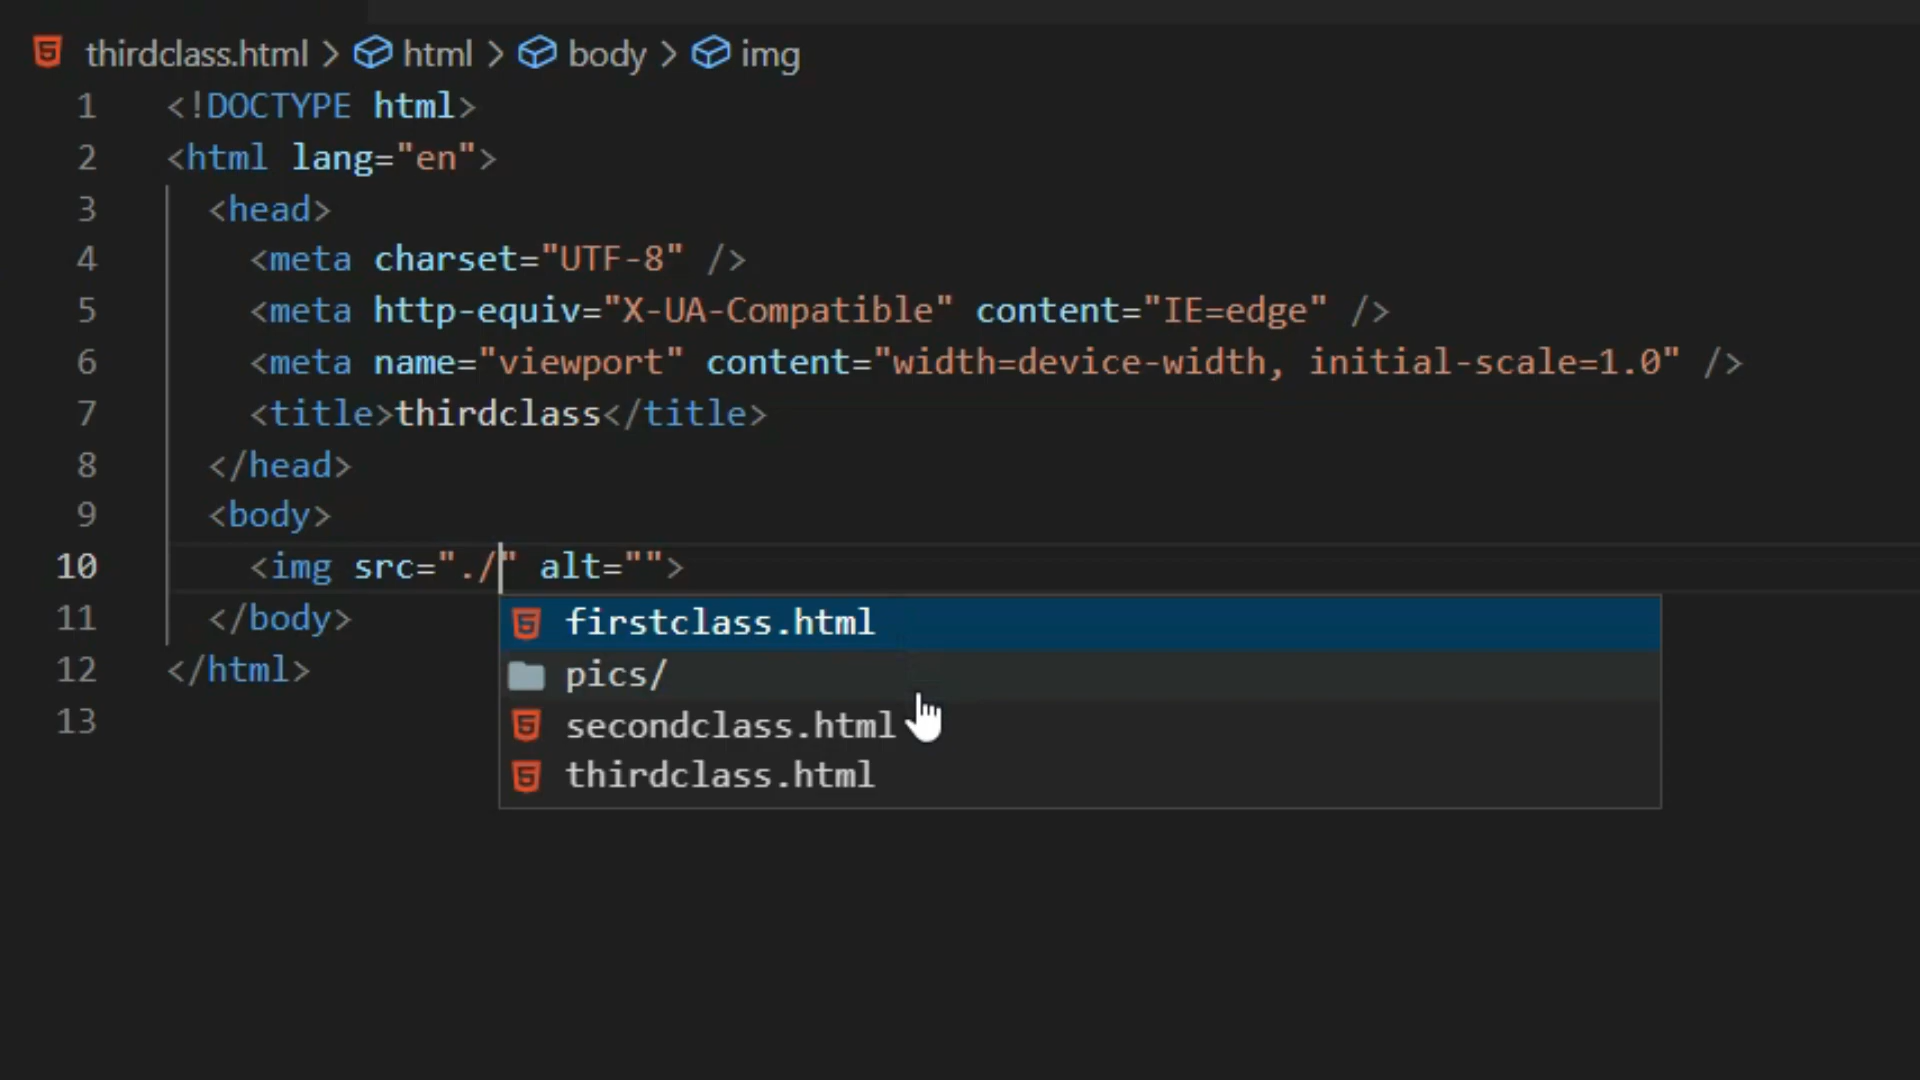 thirdclass.html > html > body > img
1 <!DOCTYPE html>
2 <html lang="en">
3 <head>
4 <meta charset="UTF-8" />
5 <meta http-equiv="X-UA-Compatible" content="IE=edge" />
6 <meta name="viewport" content="width=device-width, initial-scale=1.0" />
7 <title>thirdclass</title>
8 </head>
9 <body>
10 <img src="./" alt="">
11 </body>
12 </html>
13
firstclass.html
pics/
secondclass.html
thirdclass.html